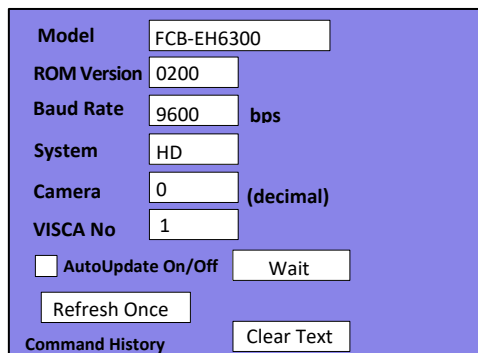 Model FCB-EH6300
ROM Version 0200
Baud Rate 9600 bps
System HD
Camera 0 (decimal)
VISCA No 1
AutoUpdate On/Off Wait
Refresh Once
Command History Clear Text